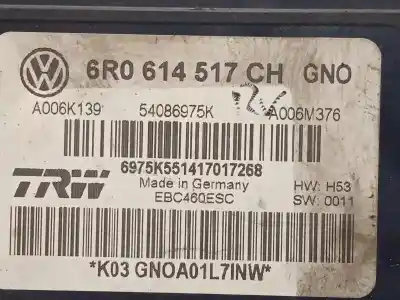 6R0 614 517 CH GNO
A006K139 54086975K A006M376
6975K551417017268
TRW Made in Germany HW: H53
EBC460ESC SW: 0011
*K03 GNOA01L7INW*